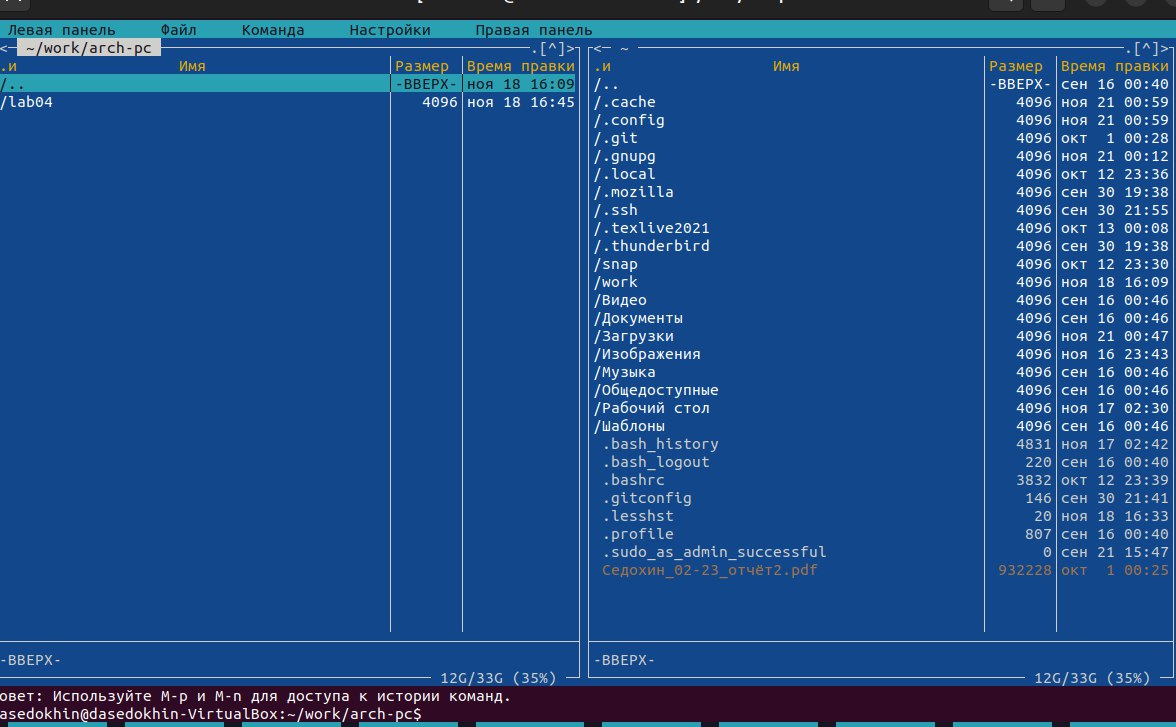 Левая панель Файл Команда Настройки Правая панель
<─ ~/work/arch-pc ─.[^]>
.и Имя Размер Время правки
/.. -ВВЕРХ- ноя 18 16:09
/lab04 4096 ноя 18 16:45
-ВВЕРХ-
12G/33G (35%)
<─ ~ ─.[^]>
.и Имя Размер Время правки
/.. -ВВЕРХ- сен 16 00:40
/.cache 4096 ноя 21 00:59
/.config 4096 ноя 21 00:59
/.git 4096 окт 1 00:28
/.gnupg 4096 ноя 21 00:12
/.local 4096 окт 12 23:36
/.mozilla 4096 сен 30 19:38
/.ssh 4096 сен 30 21:55
/.texlive2021 4096 окт 13 00:08
/.thunderbird 4096 сен 30 19:38
/snap 4096 окт 12 23:30
/work 4096 ноя 18 16:09
/Видео 4096 сен 16 00:46
/Документы 4096 сен 16 00:46
/Загрузки 4096 ноя 21 00:47
/Изображения 4096 ноя 16 23:43
/Музыка 4096 сен 16 00:46
/Общедоступные 4096 сен 16 00:46
/Рабочий стол 4096 ноя 17 02:30
/Шаблоны 4096 сен 16 00:46
.bash_history 4831 ноя 17 02:42
.bash_logout 220 сен 16 00:40
.bashrc 3832 окт 12 23:39
.gitconfig 146 сен 30 21:41
.lesshst 20 ноя 18 16:33
.profile 807 сен 16 00:40
.sudo_as_admin_successful 0 сен 21 15:47
Седохин_02-23_отчёт2.pdf 932228 окт 1 00:25
-ВВЕРХ-
12G/33G (35%)
овет: Используйте M-p и M-n для доступа к истории команд.
asedokhin@dasedokhin-VirtualBox:~/work/arch-pc$